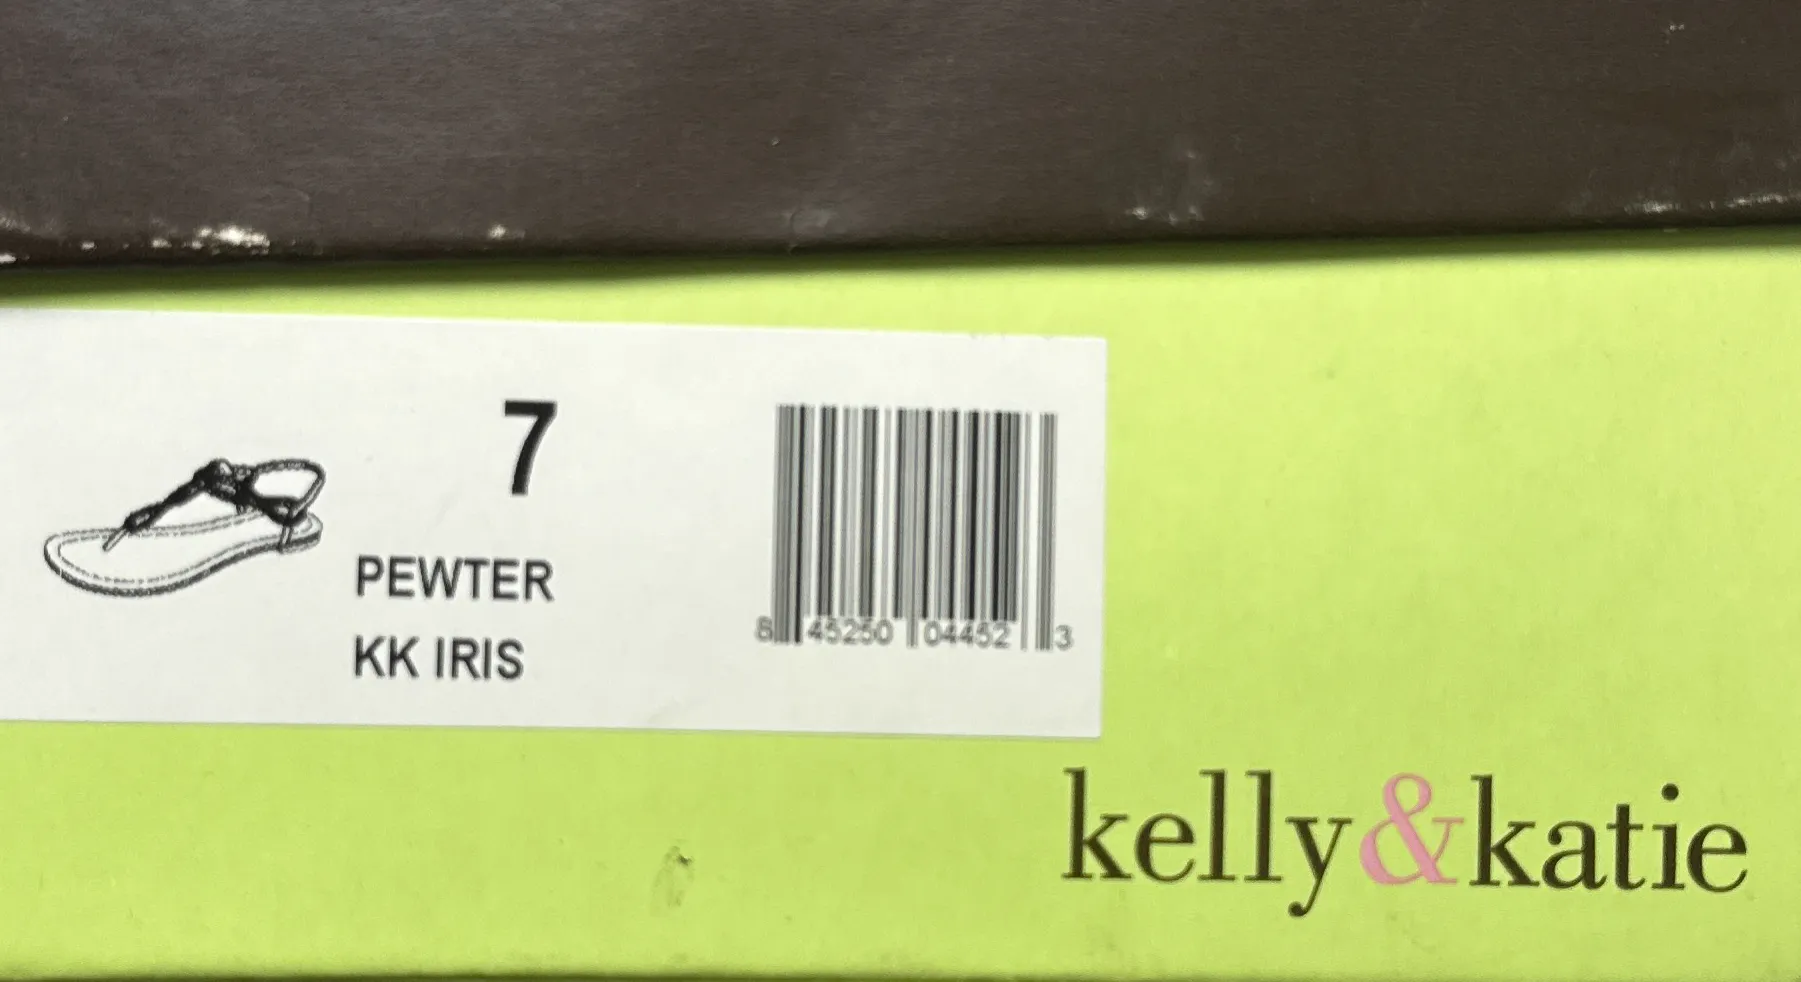 7
PEWTER
KK IRIS
8 45250 04452 3
kelly&katie